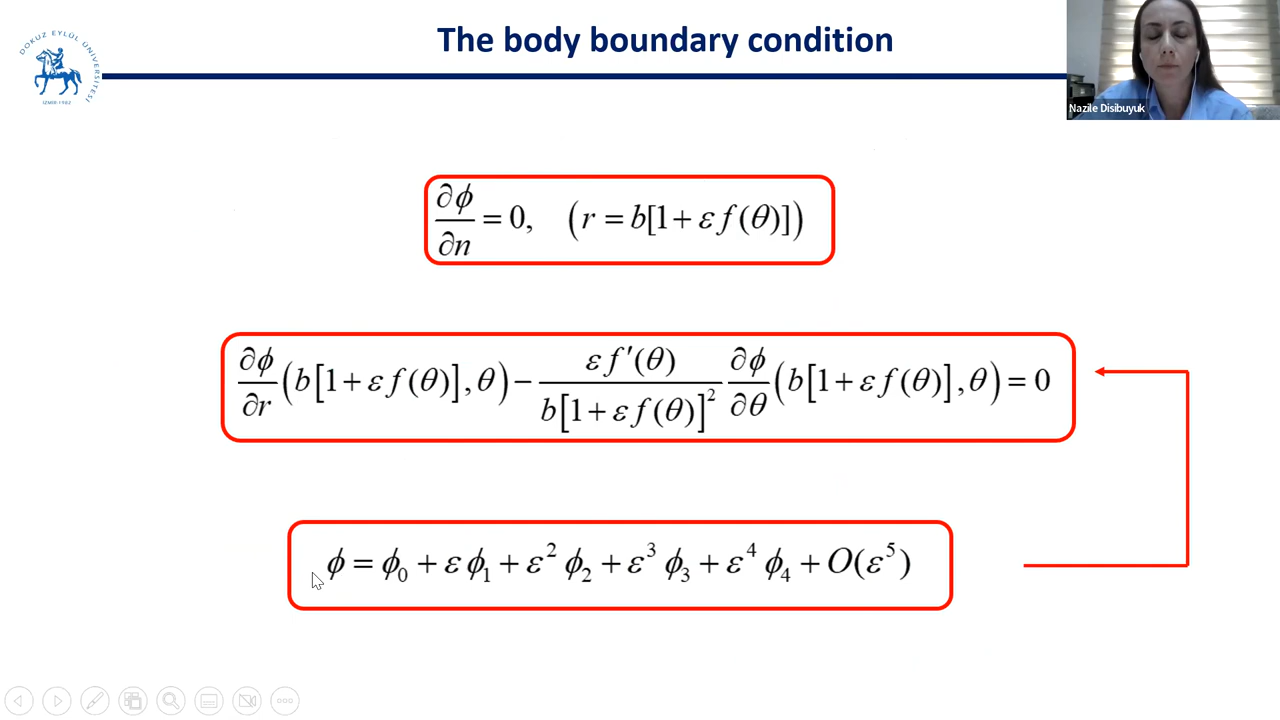 The body boundary condition
DOKUZ EYLÜL ÜNİVERSİTESİ
İZMİR-1982
Nazile Disibuyuk
∂ϕ/∂n = 0, (r = b[1 + ε f(θ)])
∂ϕ/∂r (b[1 + ε f(θ)], θ) − ε f′(θ) / b[1 + ε f(θ)]² ∂ϕ/∂θ (b[1 + ε f(θ)], θ) = 0
ϕ = ϕ₀ + ε ϕ₁ + ε² ϕ₂ + ε³ ϕ₃ + ε⁴ ϕ₄ + O(ε⁵)